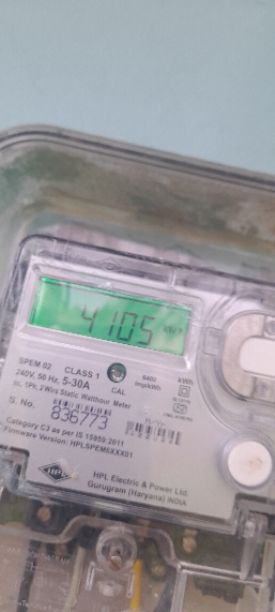 4105
kWh
SPEM 02 CLASS 1
240V, 50 Hz, 5-30A CAL 6400 imp/kWh kWh
1Ph, 2 Wire Static Watthour Meter
S. No. 836773
Category C3 as per IS 15959:2011
Firmware Version: HPLSPEM6XXX01
HPL
HPL Electric & Power Ltd.
Gurugram (Haryana) INDIA